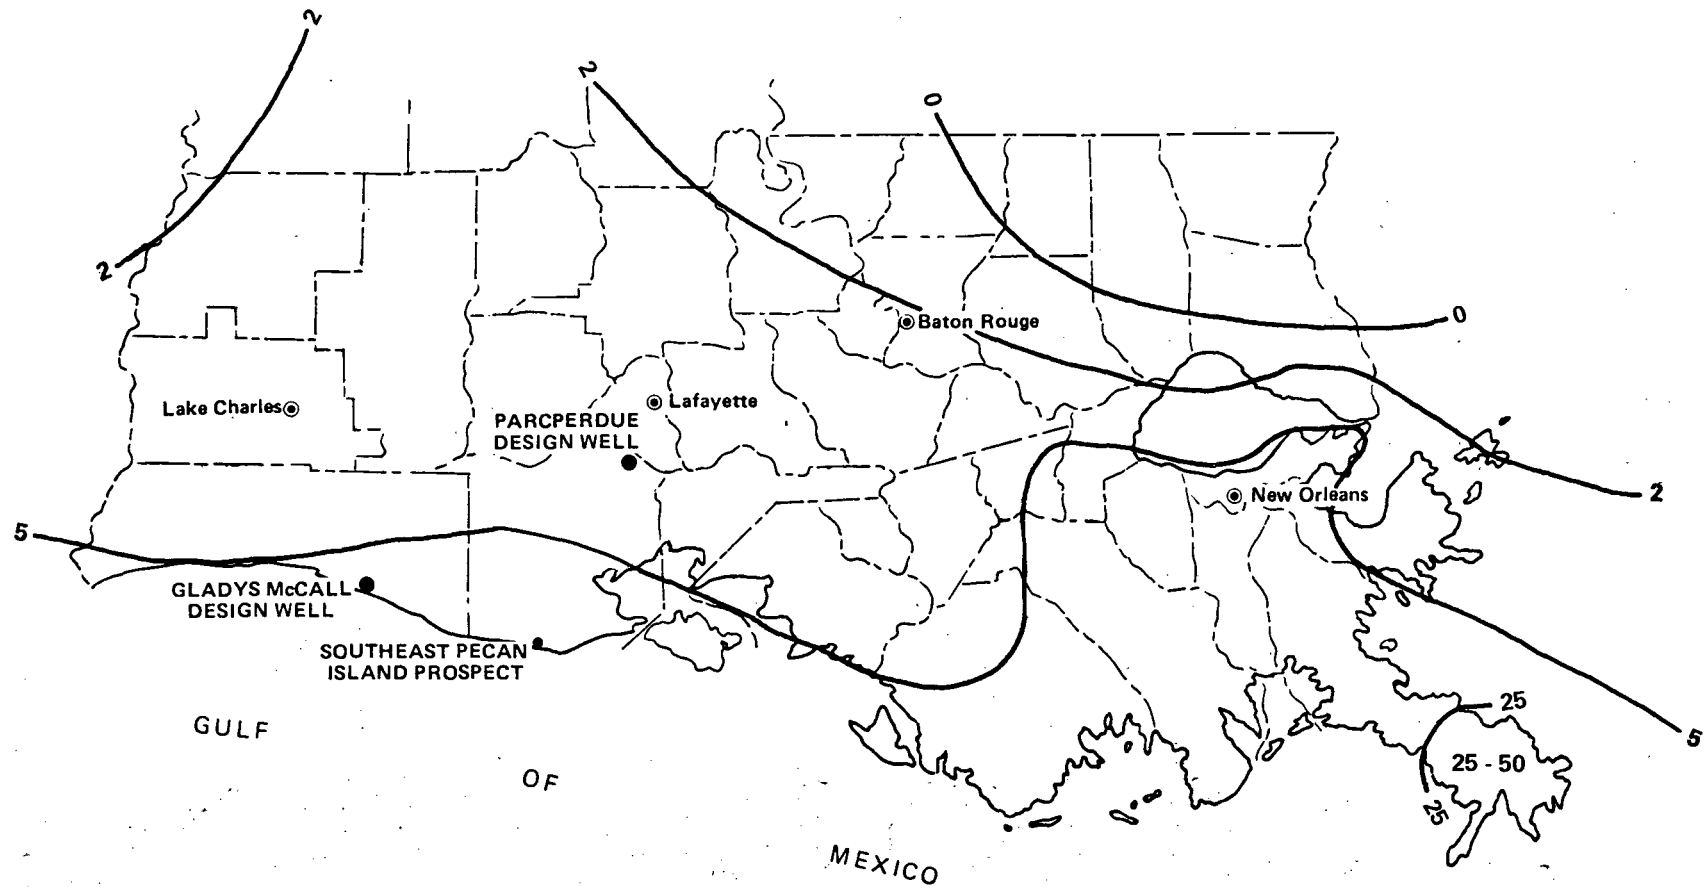 2
2
0
2
0
Baton Rouge
Lake Charles
Lafayette
PARCPERDUE
DESIGN WELL
New Orleans
2
5
GLADYS McCALL
DESIGN WELL
SOUTHEAST PECAN
ISLAND PROSPECT
25
GULF
5
25 - 50
OF
25
MEXICO